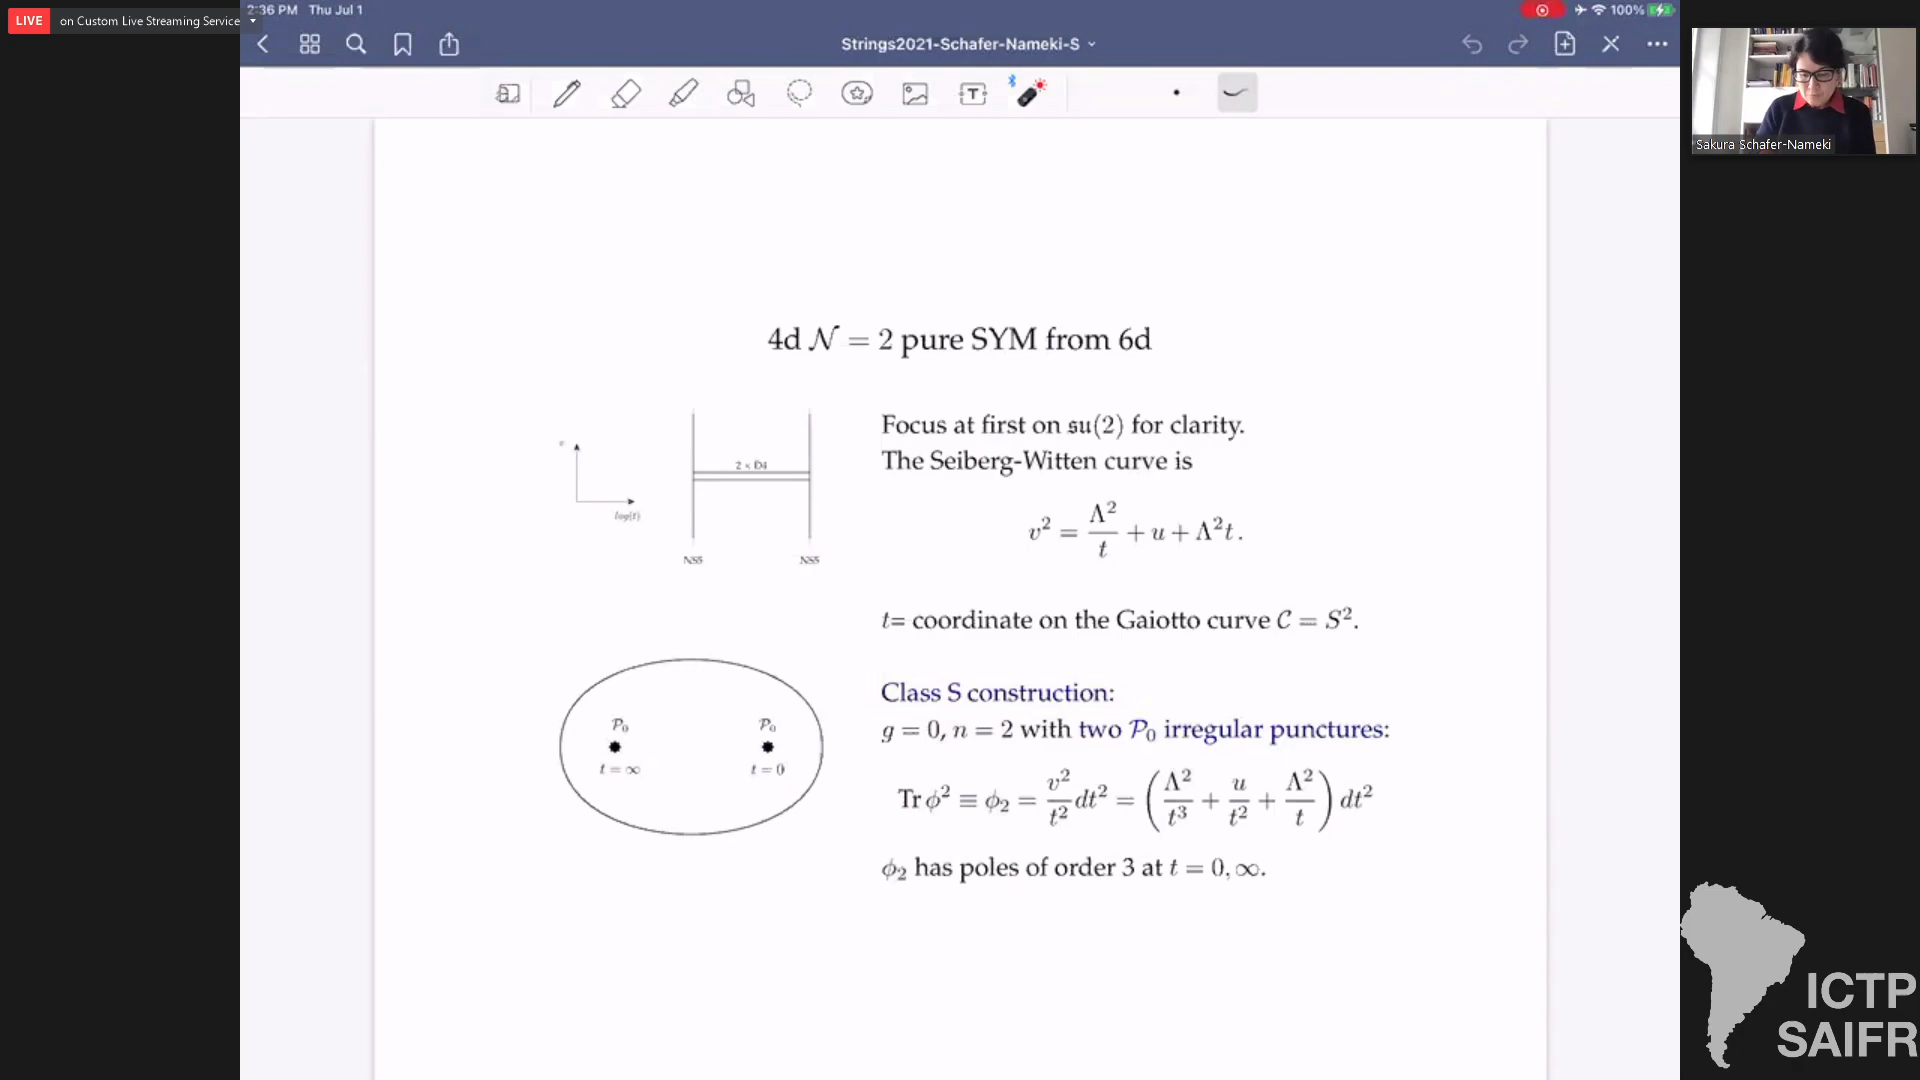 LIVE on Custom Live Streaming Service
2:36 PM Thu Jul 1
100%
Strings2021-Schafer-Nameki-S
T
Sakura Schafer-Nameki
4d 𝒩 = 2 pure SYM from 6d
Focus at first on 𝔰𝔲(2) for clarity.
The Seiberg-Witten curve is
v² = Λ²/t + u + Λ²t.
v
log(t)
2 × D4
NS5
NS5
t= coordinate on the Gaiotto curve 𝒞 = S².
Class S construction:
g = 0, n = 2 with two 𝒫₀ irregular punctures:
Tr ϕ² ≡ ϕ₂ = v²/t² dt² = (Λ²/t³ + u/t² + Λ²/t) dt²
ϕ₂ has poles of order 3 at t = 0, ∞.
𝒫₀
t = ∞
𝒫₀
t = 0
ICTP
SAIFR